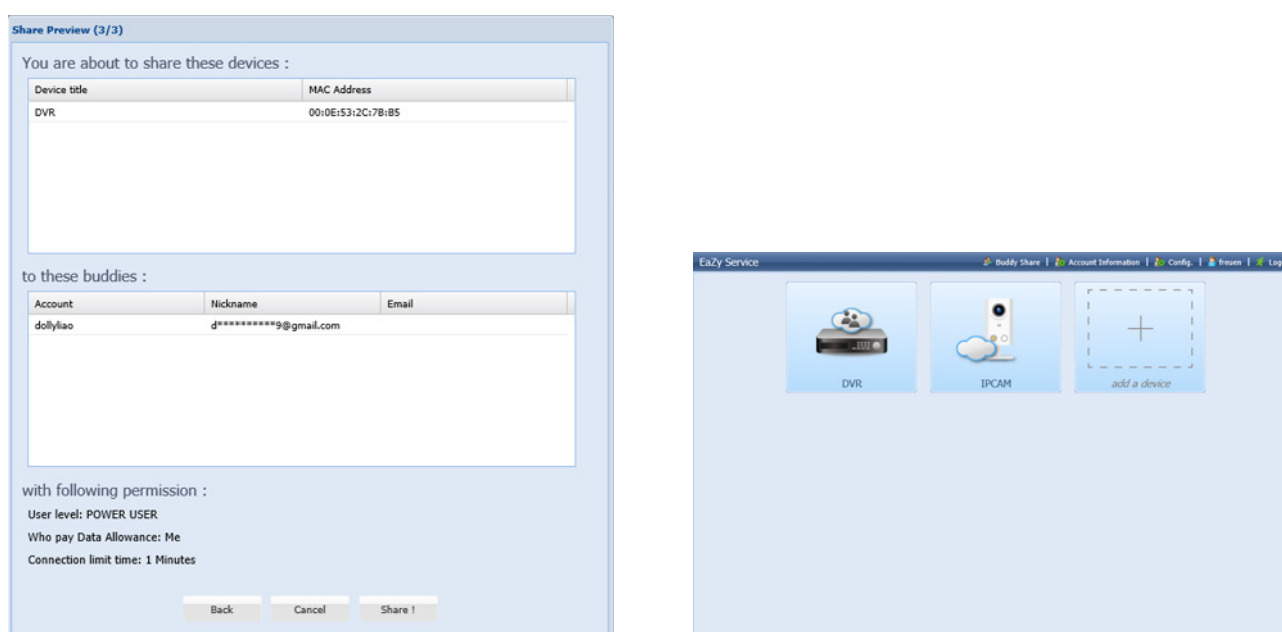 Share Preview (3/3)
You are about to share these devices :
Device title MAC Address
DVR 00:0E:53:2C:7B:B5
to these buddies :
Account Nickname Email
dollyliao d**********9@gmail.com
with following permission :
User level: POWER USER
Who pay Data Allowance: Me
Connection limit time: 1 Minutes
Back Cancel Share !
EaZy Service Buddy Share | Account Information | Config. | freuen | Log
DVR IPCAM add a device